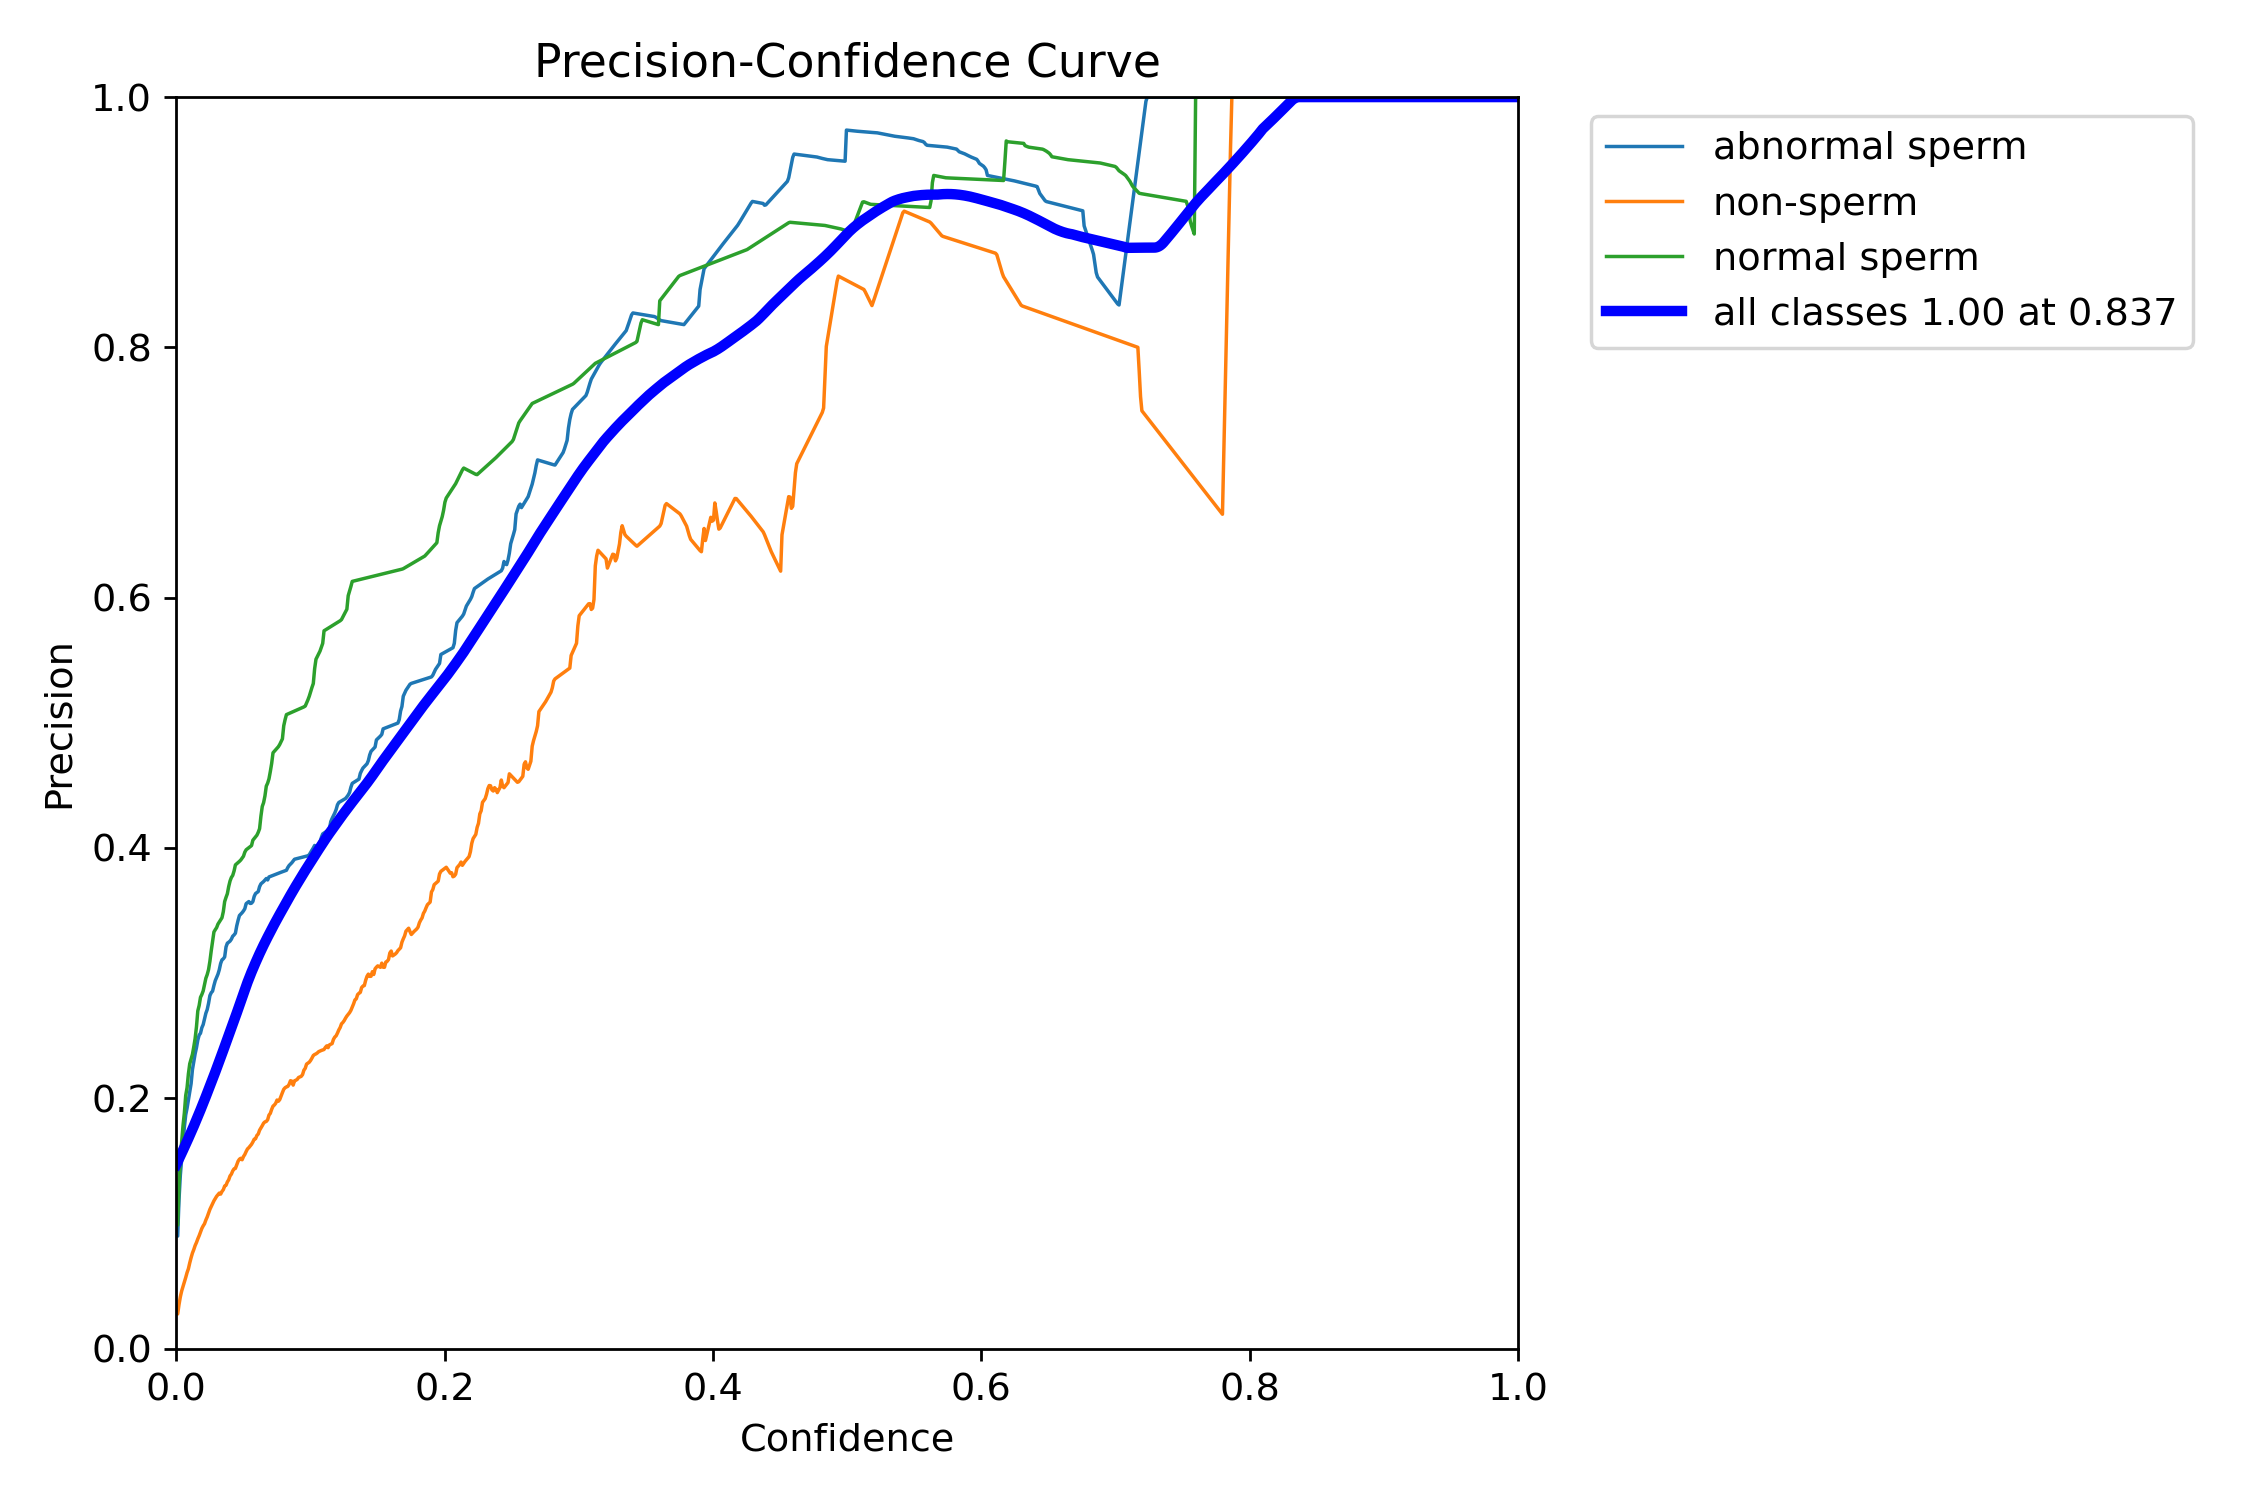 Precision-Confidence Curve
1.0
0.8
0.6
0.4
0.2
0.0
Precision
0.0 0.2 0.4 0.6 0.8 1.0
Confidence
abnormal sperm
non-sperm
normal sperm
all classes 1.00 at 0.837